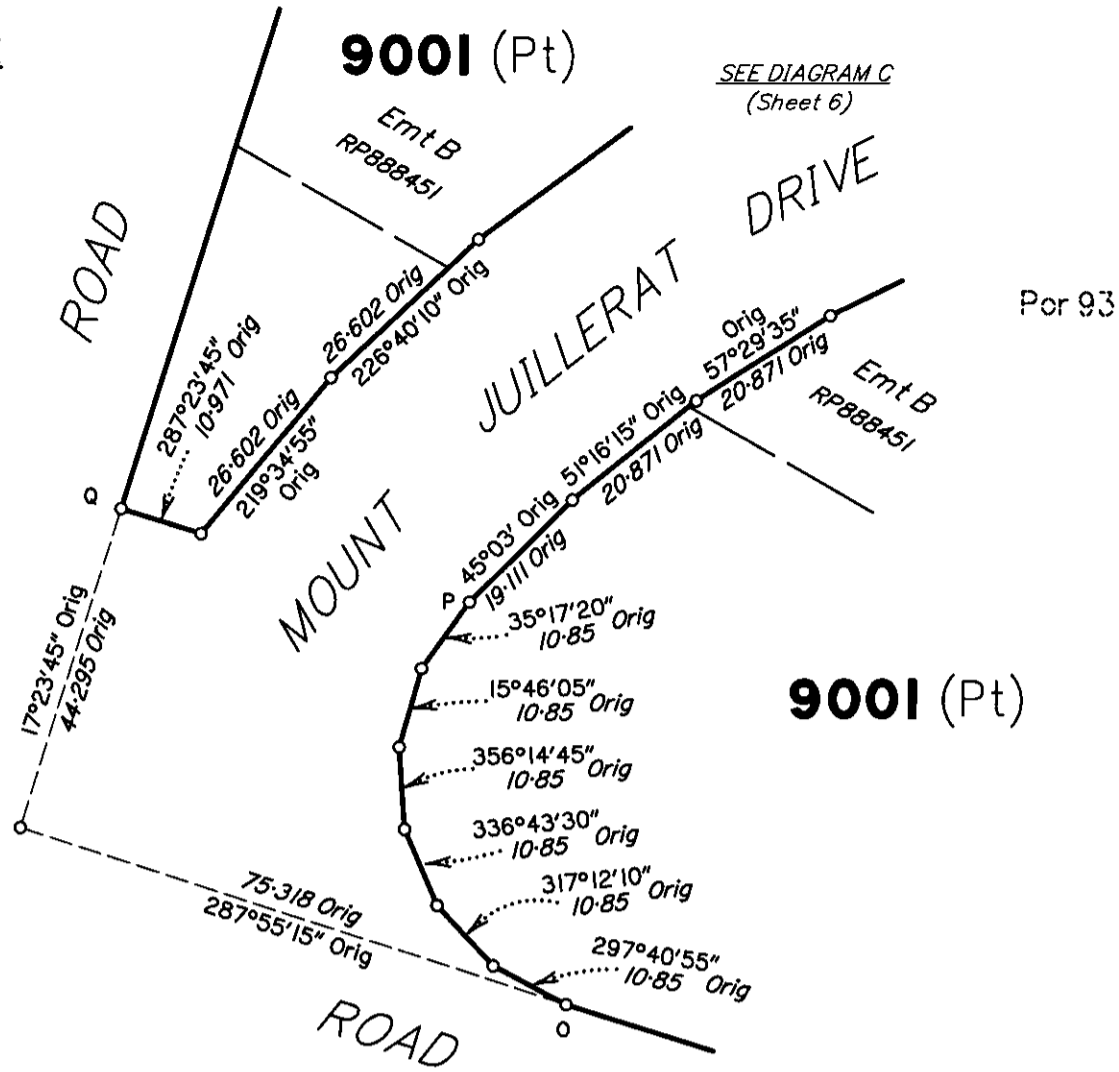 9001 (Pt)
SEE DIAGRAM C
(Sheet 6)
Emt B
RP888451
ROAD
MOUNT JUILLERAT DRIVE
Por 93
26·602 Orig
226°40'10" Orig
287°23'45"
10·971 Orig
26·602 Orig
219°34'55"
Orig
Q
Orig
57°29'35"
20·871 Orig
Emt B
RP888451
51°16'15" Orig
20·871 Orig
45°03' Orig
19·111 Orig
P
35°17'20"
10·85 Orig
15°46'05"
10·85 Orig
9001 (Pt)
356°14'45"
10·85 Orig
336°43'30"
10·85 Orig
317°12'10"
10·85 Orig
297°40'55"
10·85 Orig
17°23'45" Orig
44·295 Orig
75·318 Orig
287°55'15" Orig
O
ROAD